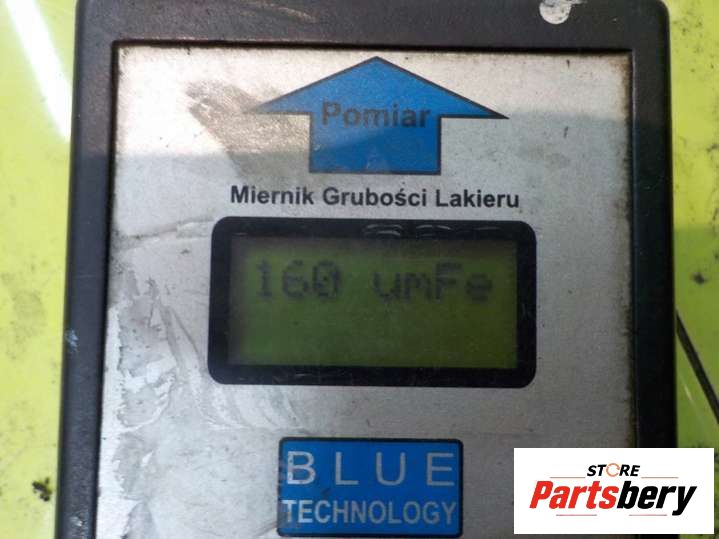 Pomiar
Miernik Grubości Lakieru
160 umFe
BLUE
TECHNOLOGY
STORE
Partsbery